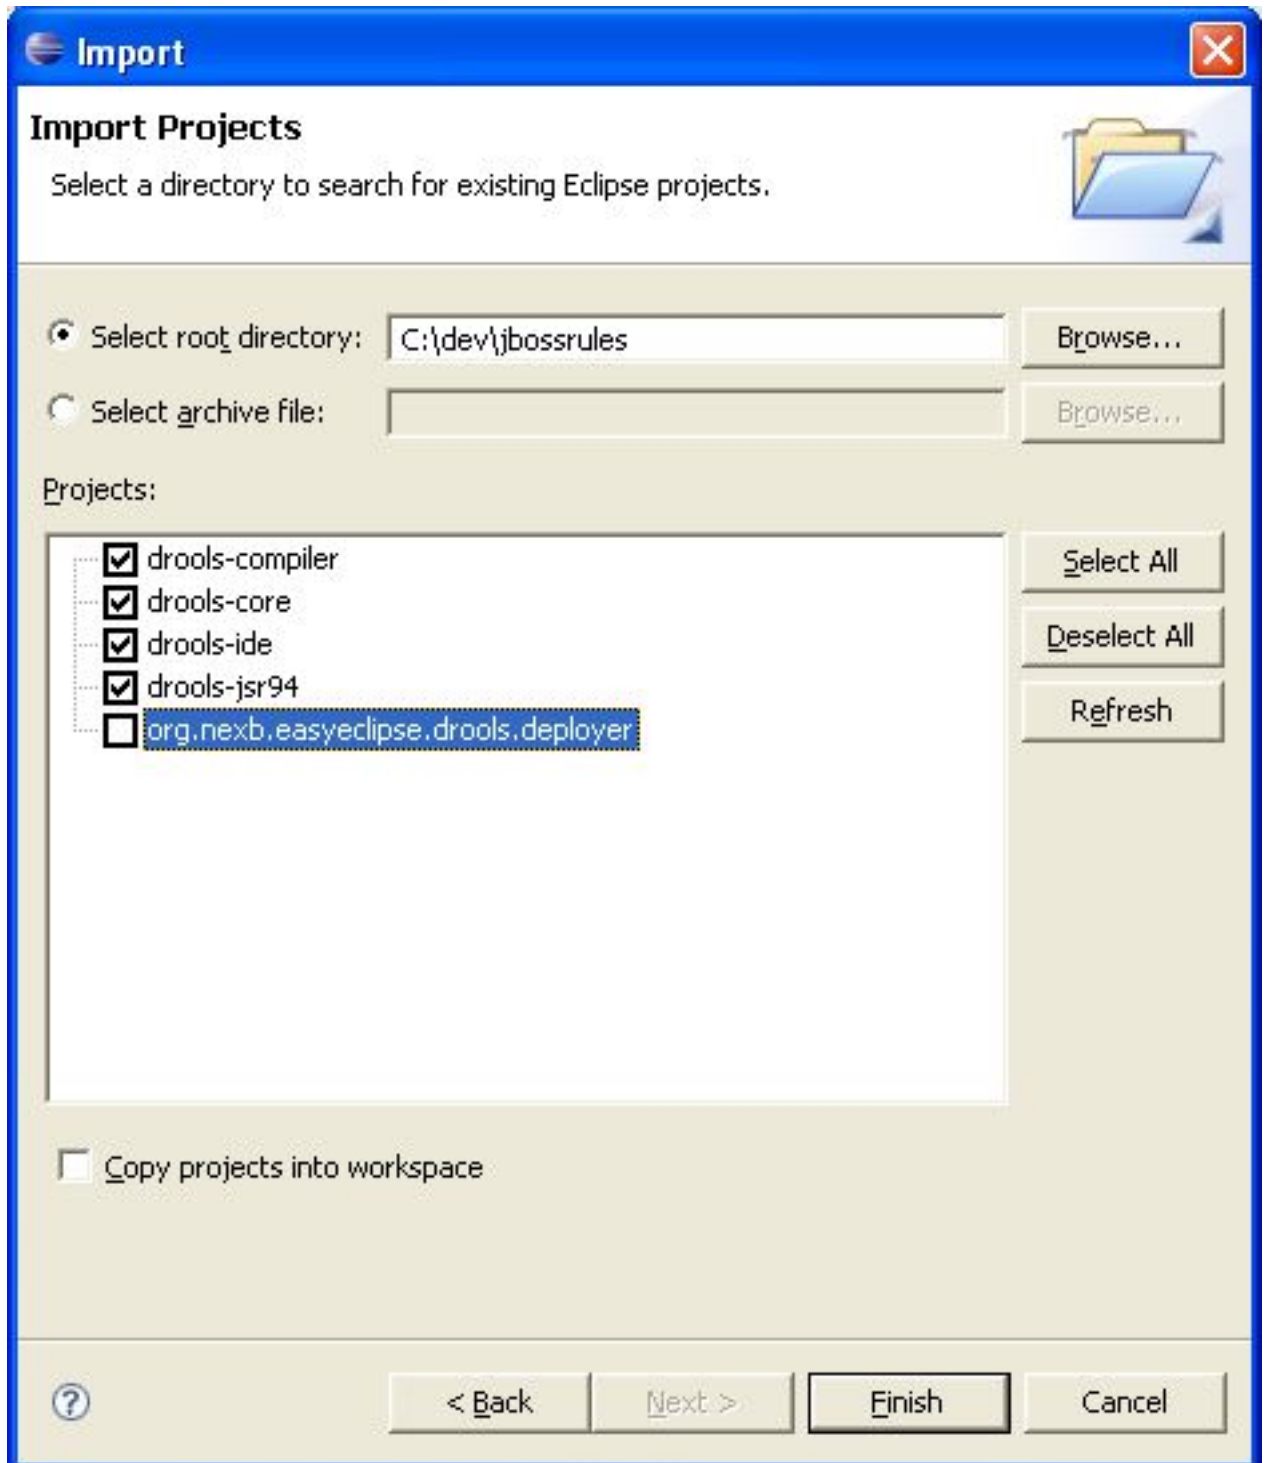 Import
Import Projects
Select a directory to search for existing Eclipse projects.
Select root directory: C:\dev\jbossrules Browse...
Select archive file: Browse...
Projects:
drools-compiler
Select All
drools-core
drools-ide
Deselect All
drools-jsr94
Refresh
org.nexb.easyeclipse.drools.deployer
Copy projects into workspace
? < Back Next > Finish Cancel